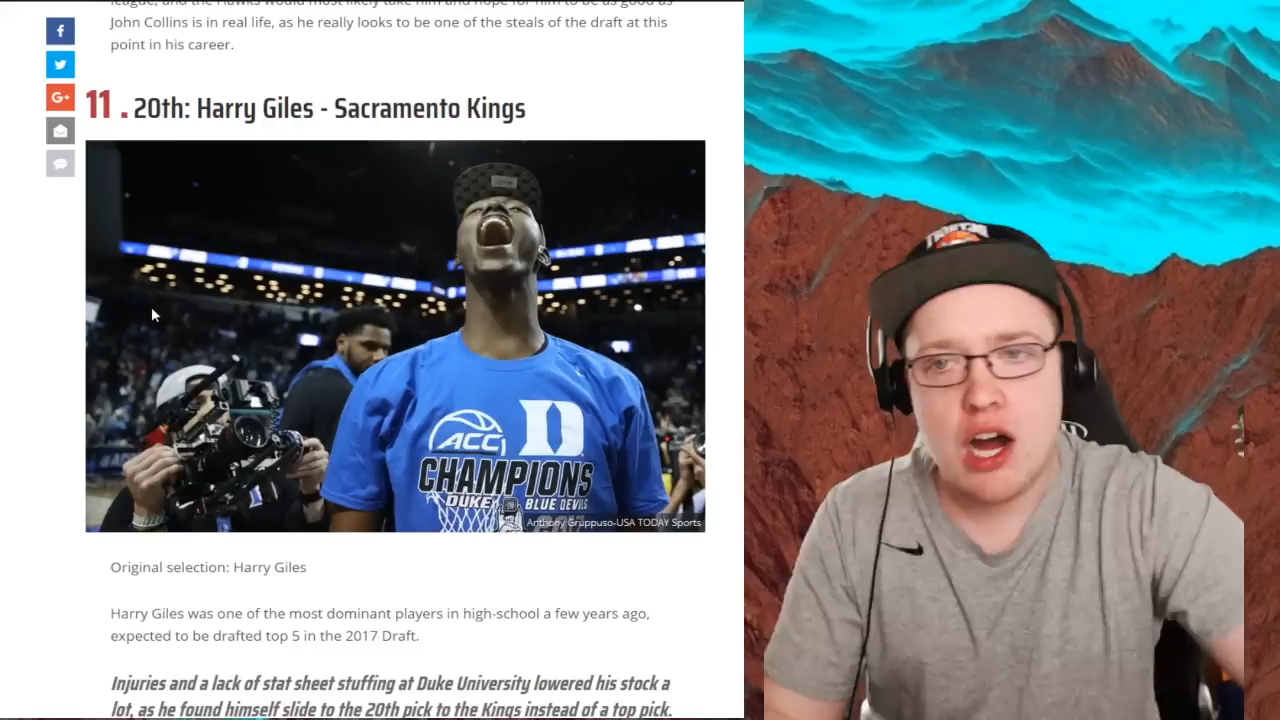 league, and the Hawks would most likely take him and hope for him to be as good as
John Collins is in real life, as he really looks to be one of the steals of the draft at this
point in his career.
11 . 20th: Harry Giles - Sacramento Kings
ACC
D
CHAMPIONS
DUKE BLUE DEVILS
Anthony Gruppuso-USA TODAY Sports
Original selection: Harry Giles
Harry Giles was one of the most dominant players in high-school a few years ago,
expected to be drafted top 5 in the 2017 Draft.
Injuries and a lack of stat sheet stuffing at Duke University lowered his stock a
lot, as he found himself slide to the 20th pick to the Kings instead of a top pick.